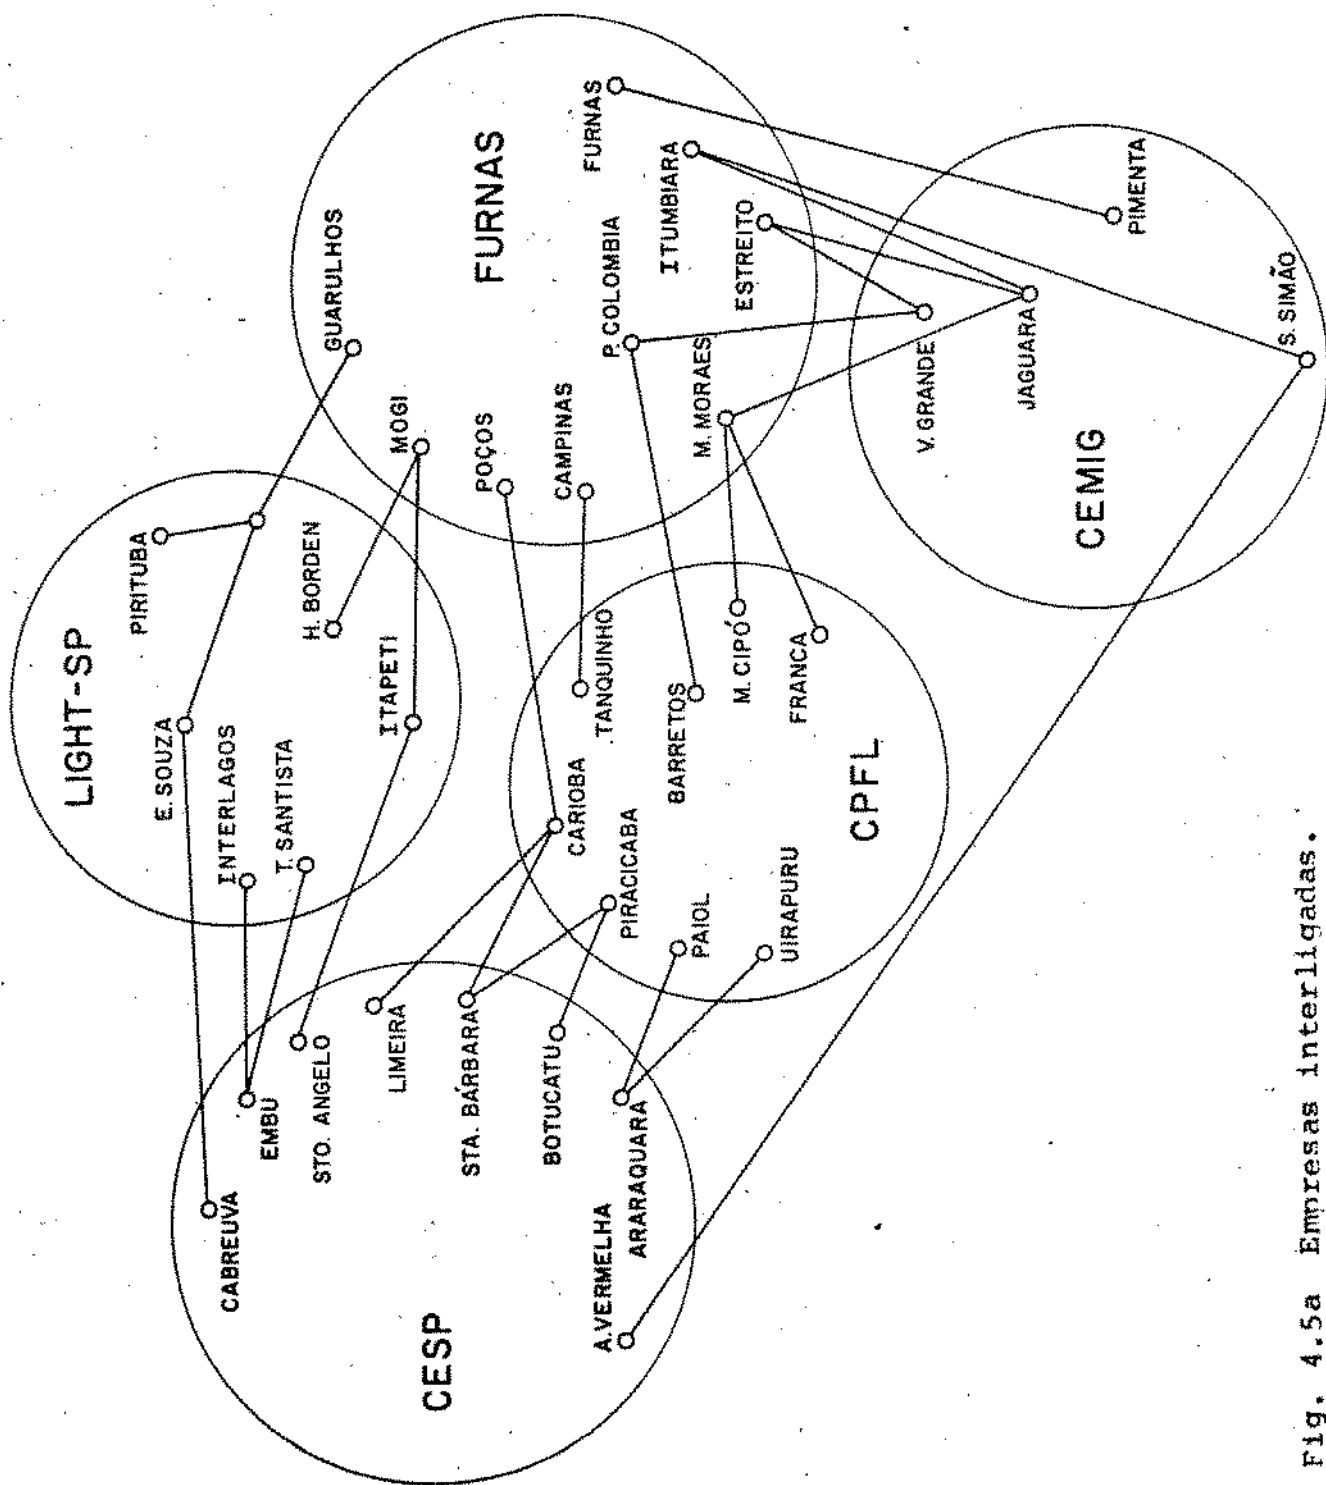 LIGHT-SP
PIRITUBA
E. SOUZA
INTERLAGOS
T. SANTISTA
H. BORDEN
ITAPETI
FURNAS
GUARULHOS
MOGI
POÇOS
CAMPINAS
P. COLOMBIA
M. MORAES
FURNAS
ITUMBIARA
ESTREITO
CESP
CABREUVA
EMBU
STO. ANGELO
LIMEIRA
STA. BÁRBARA
BOTUCATU
ARARAQUARA
A.VERMELHA
CPFL
CARIOBA
TANQUINHO
PIRACICABA
BARRETOS
M. CIPÓ
FRANCA
PAIOL
UIRAPURU
CEMIG
V. GRANDE
JAGUARA
PIMENTA
S. SIMÃO
Fig. 4.5a Empresas interligadas.